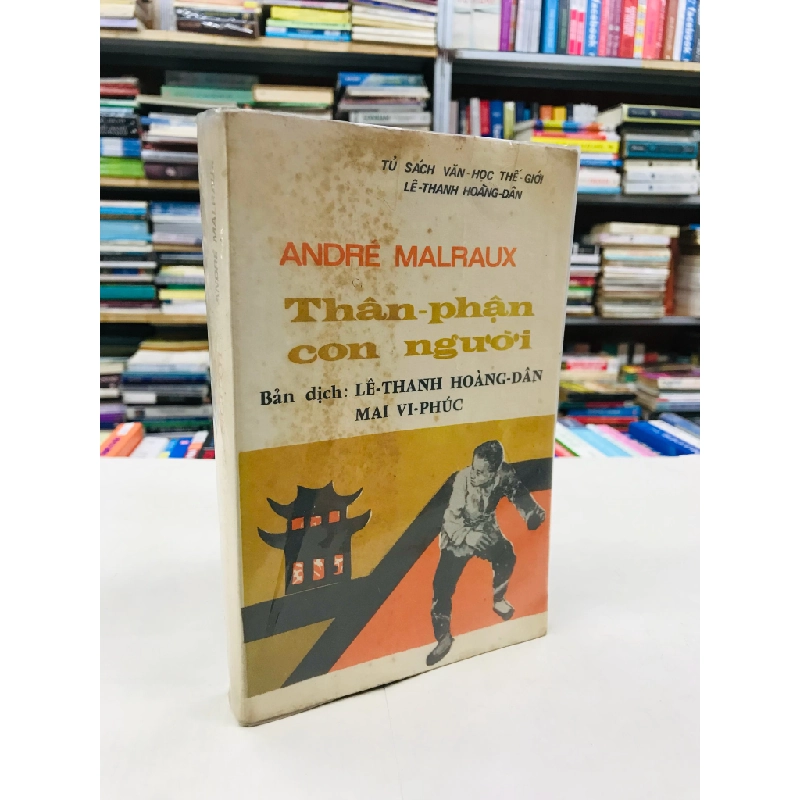 TỦ SÁCH VĂN-HỌC THẾ-GIỚI
LÊ-THANH HOÀNG-DÂN
ANDRÉ MALRAUX
Thân-phận
con người
Bản dịch: LÊ-THANH HOÀNG-DÂN
MAI VI-PHÚC